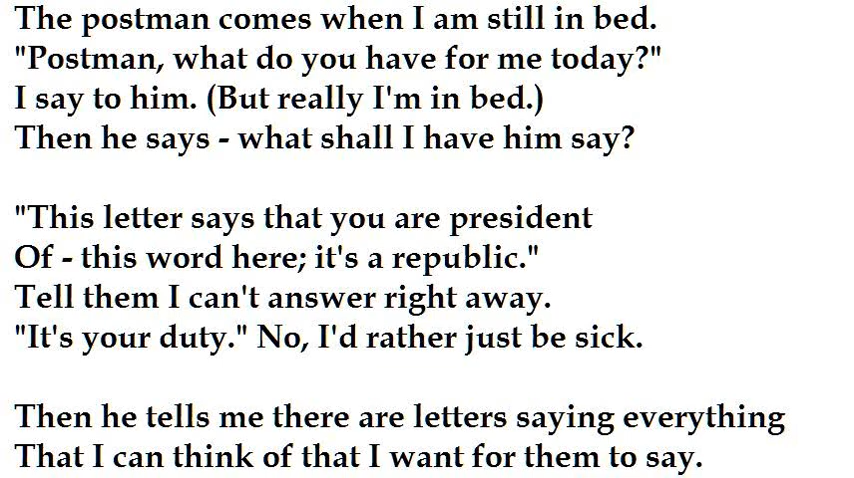 The postman comes when I am still in bed.
"Postman, what do you have for me today?"
I say to him. (But really I'm in bed.)
Then he says - what shall I have him say?

"This letter says that you are president
Of - this word here; it's a republic."
Tell them I can't answer right away.
"It's your duty." No, I'd rather just be sick.

Then he tells me there are letters saying everything
That I can think of that I want for them to say.